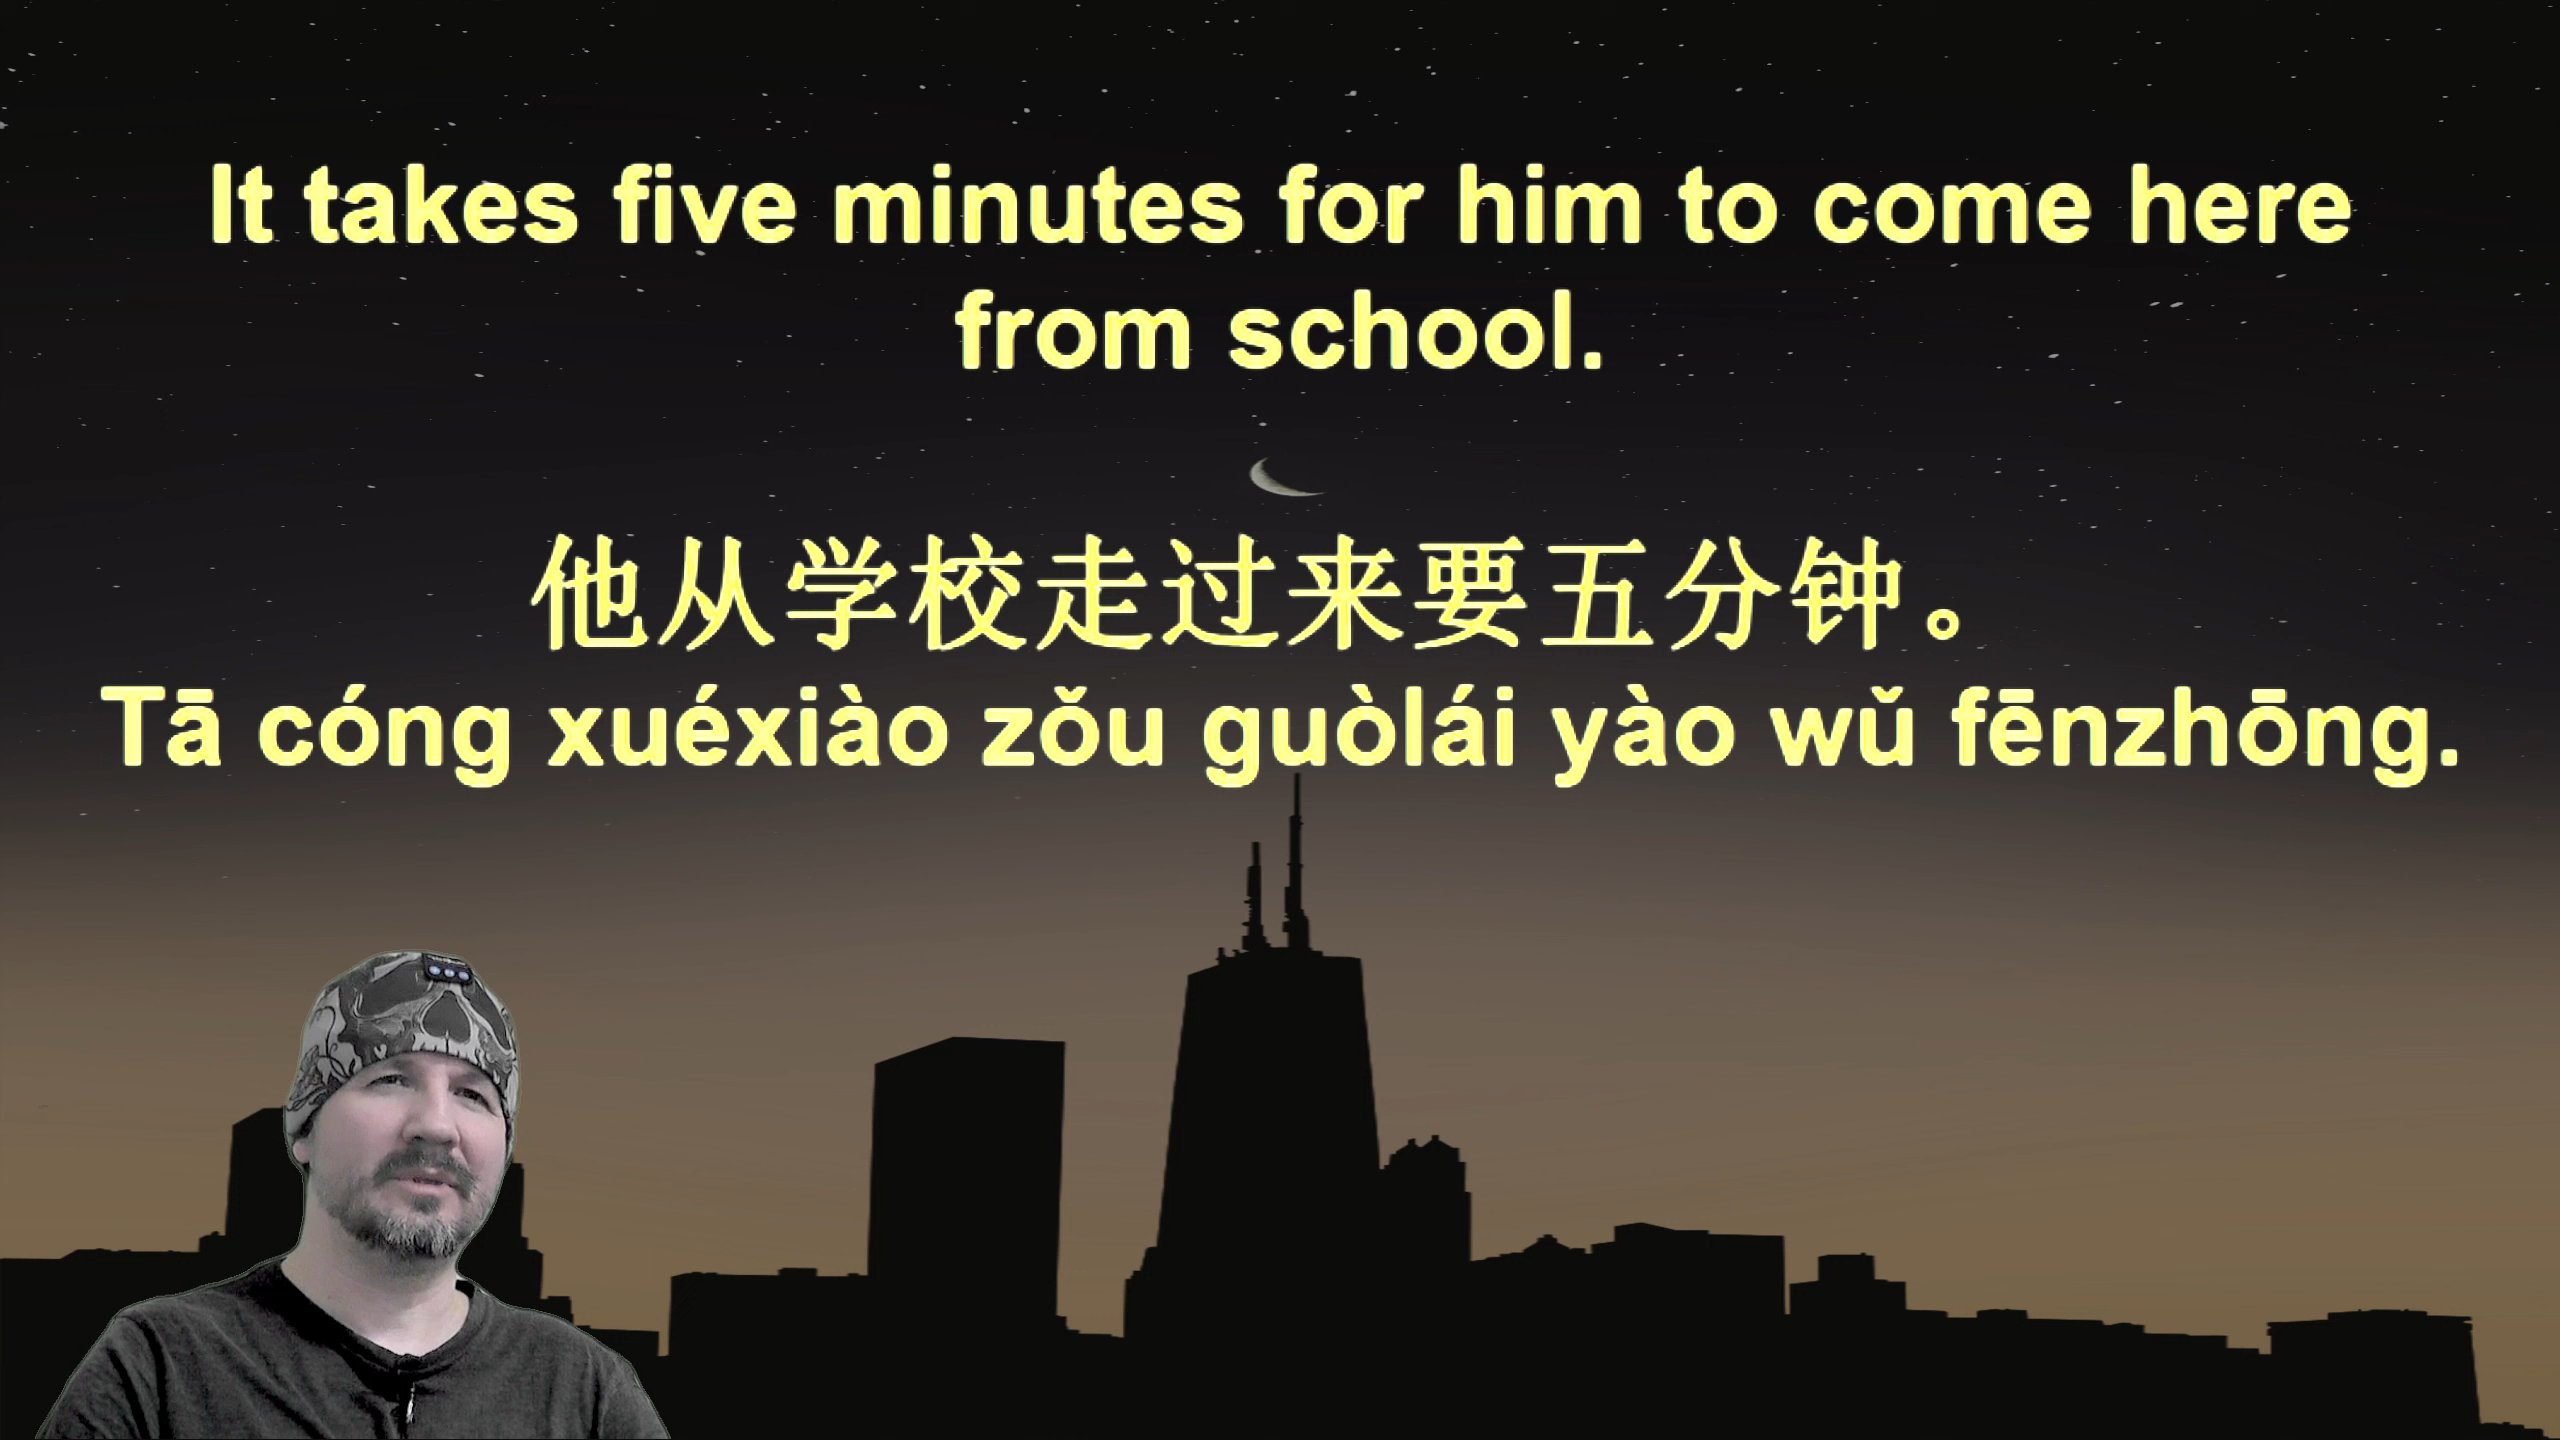 It takes five minutes for him to come here
from school.
他从学校走过来要五分钟。
Tā cóng xuéxiào zǒu guòlái yào wǔ fēnzhōng.